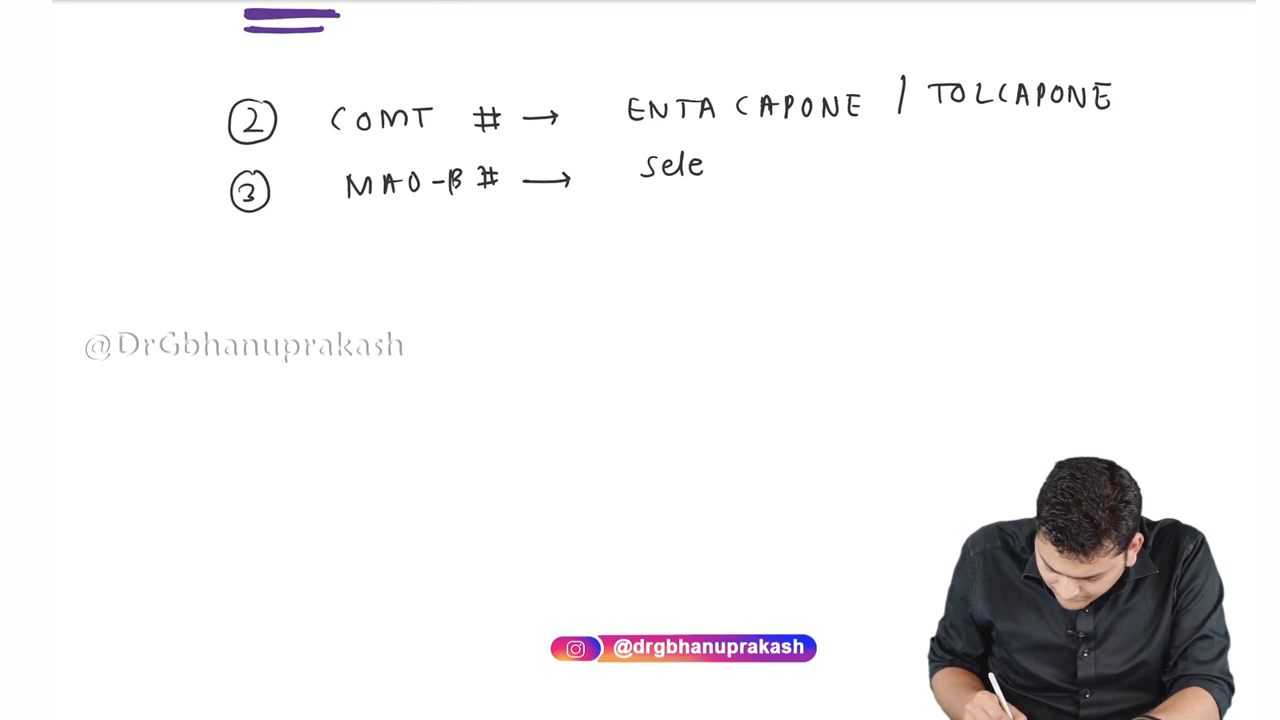 2 COMT # → ENTACAPONE / TOLCAPONE
3 MAO-B # → Sele
@DrGbhanuprakash
@drgbhanuprakash